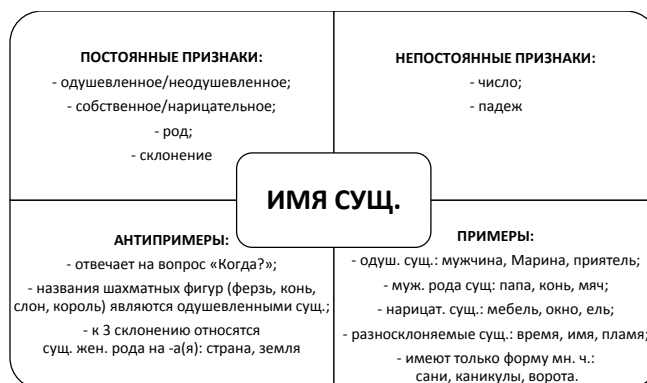 ПОСТОЯННЫЕ ПРИЗНАКИ:
- одушевленное/неодушевленное;
- собственное/нарицательное;
- род;
- склонение
НЕПОСТОЯННЫЕ ПРИЗНАКИ:
- число;
- падеж
ИМЯ СУЩ.
АНТИПРИМЕРЫ:
- отвечает на вопрос «Когда?»;
- названия шахматных фигур (ферзь, конь,
слон, король) являются одушевленными сущ.;
- к 3 склонению относятся
сущ. жен. рода на -а(я): страна, земля
ПРИМЕРЫ:
- одуш. сущ.: мужчина, Марина, приятель;
- муж. рода сущ: папа, конь, мяч;
- нарицат. сущ.: мебель, окно, ель;
- разносклоняемые сущ.: время, имя, пламя;
- имеют только форму мн. ч.:
сани, каникулы, ворота.